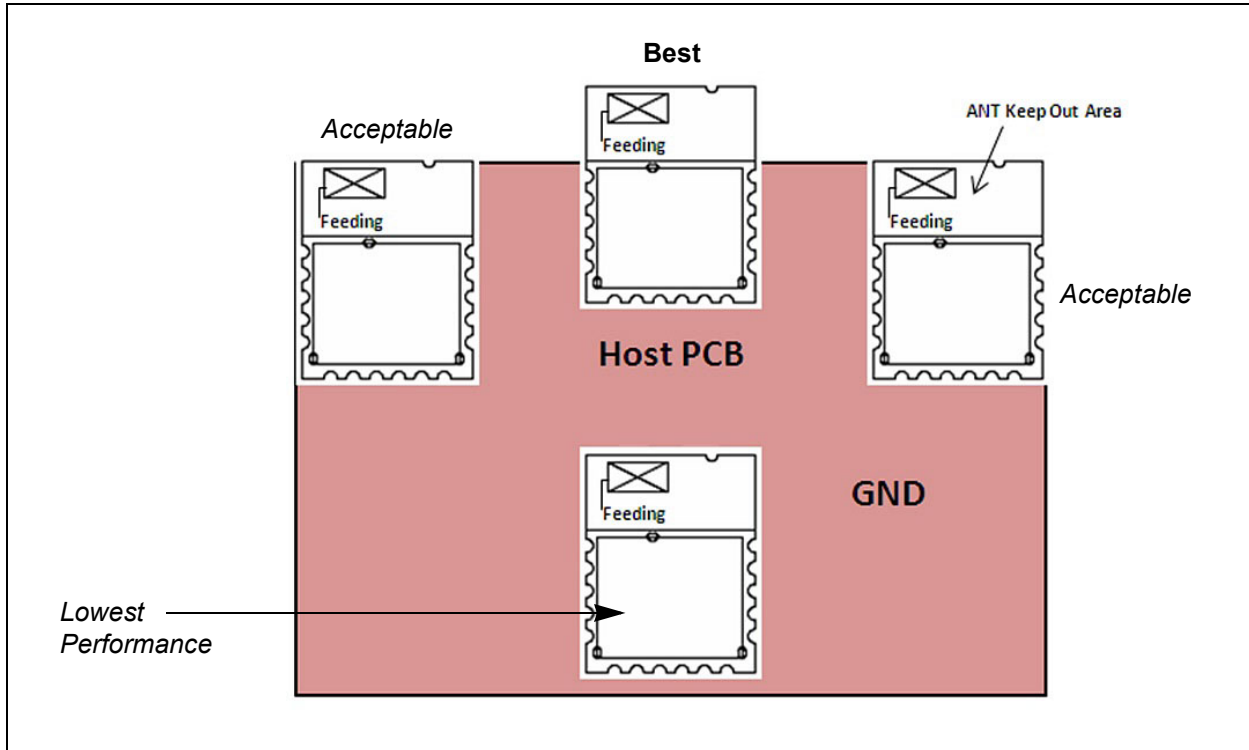 Best
Acceptable
ANT Keep Out Area
Feeding
Feeding
Feeding
Acceptable
Host PCB
GND
Feeding
Lowest
Performance